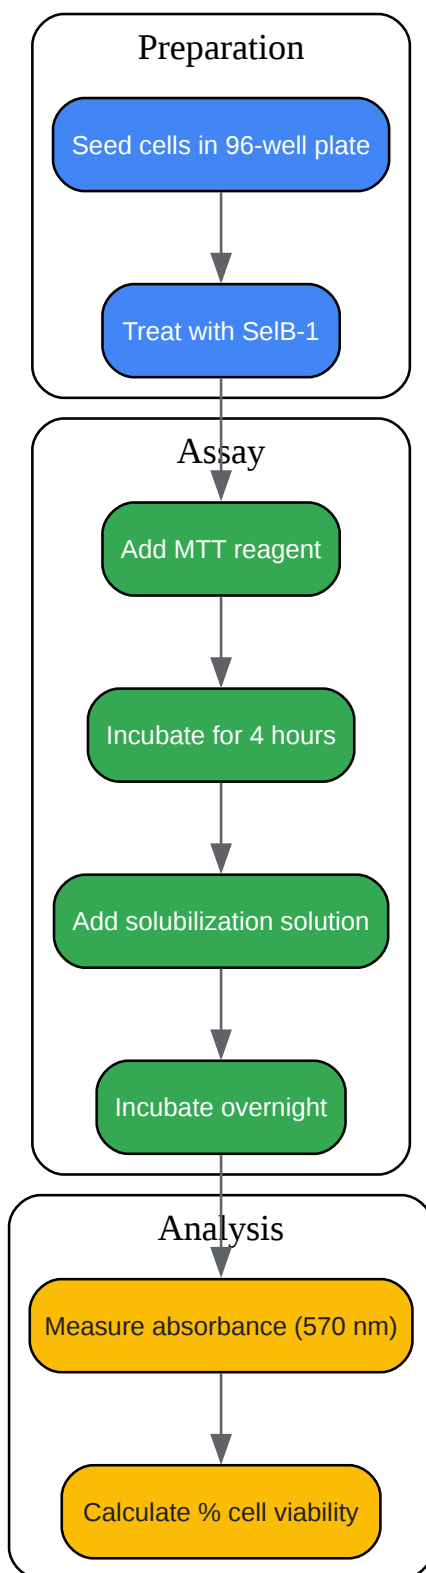 Preparation
Seed cells in 96-well plate
Treat with SelB-1
Assay
Add MTT reagent
Incubate for 4 hours
Add solubilization solution
Incubate overnight
Analysis
Measure absorbance (570 nm)
Calculate % cell viability